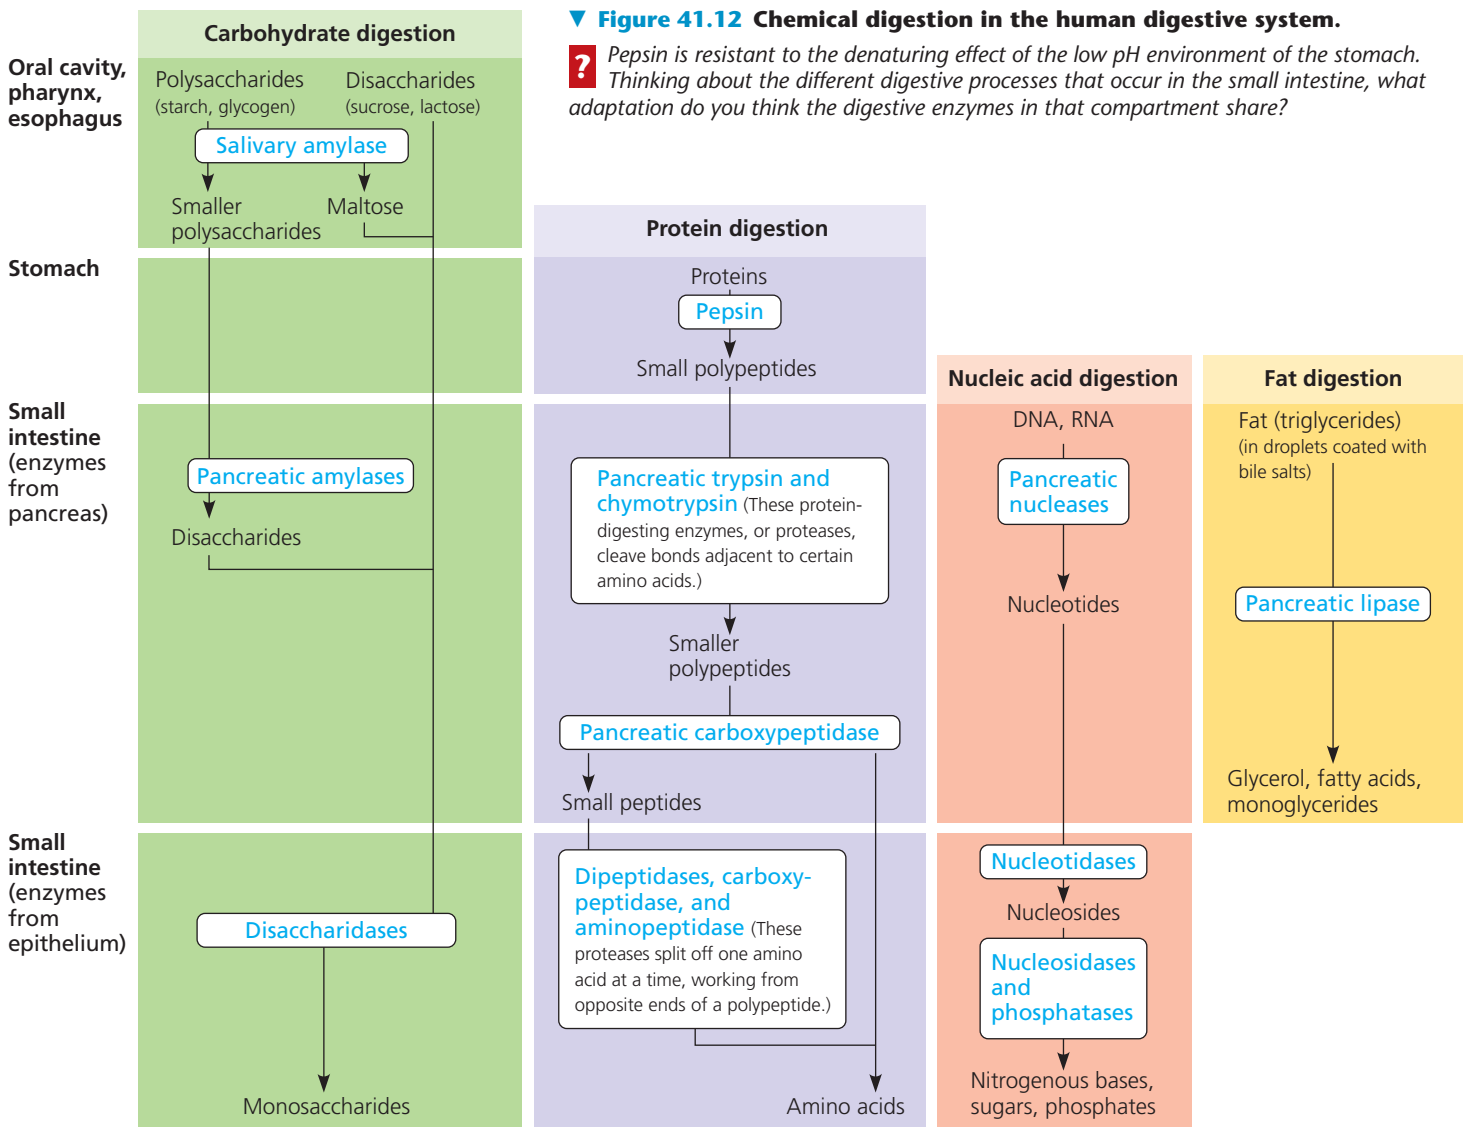 ▼ Figure 41.12 Chemical digestion in the human digestive system.
? Pepsin is resistant to the denaturing effect of the low pH environment of the stomach.
Thinking about the different digestive processes that occur in the small intestine, what
adaptation do you think the digestive enzymes in that compartment share?
Oral cavity,
pharynx,
esophagus
Stomach
Small
intestine
(enzymes
from
pancreas)
Small
intestine
(enzymes
from
epithelium)
Carbohydrate digestion
Polysaccharides
(starch, glycogen)
Disaccharides
(sucrose, lactose)
Salivary amylase
Smaller
polysaccharides
Maltose
Pancreatic amylases
Disaccharides
Disaccharidases
Monosaccharides
Protein digestion
Proteins
Pepsin
Small polypeptides
Pancreatic trypsin and
chymotrypsin (These protein-
digesting enzymes, or proteases,
cleave bonds adjacent to certain
amino acids.)
Smaller
polypeptides
Pancreatic carboxypeptidase
Small peptides
Dipeptidases, carboxy-
peptidase, and
aminopeptidase (These
proteases split off one amino
acid at a time, working from
opposite ends of a polypeptide.)
Amino acids
Nucleic acid digestion
DNA, RNA
Pancreatic
nucleases
Nucleotides
Nucleotidases
Nucleosides
Nucleosidases
and
phosphatases
Nitrogenous bases,
sugars, phosphates
Fat digestion
Fat (triglycerides)
(in droplets coated with
bile salts)
Pancreatic lipase
Glycerol, fatty acids,
monoglycerides